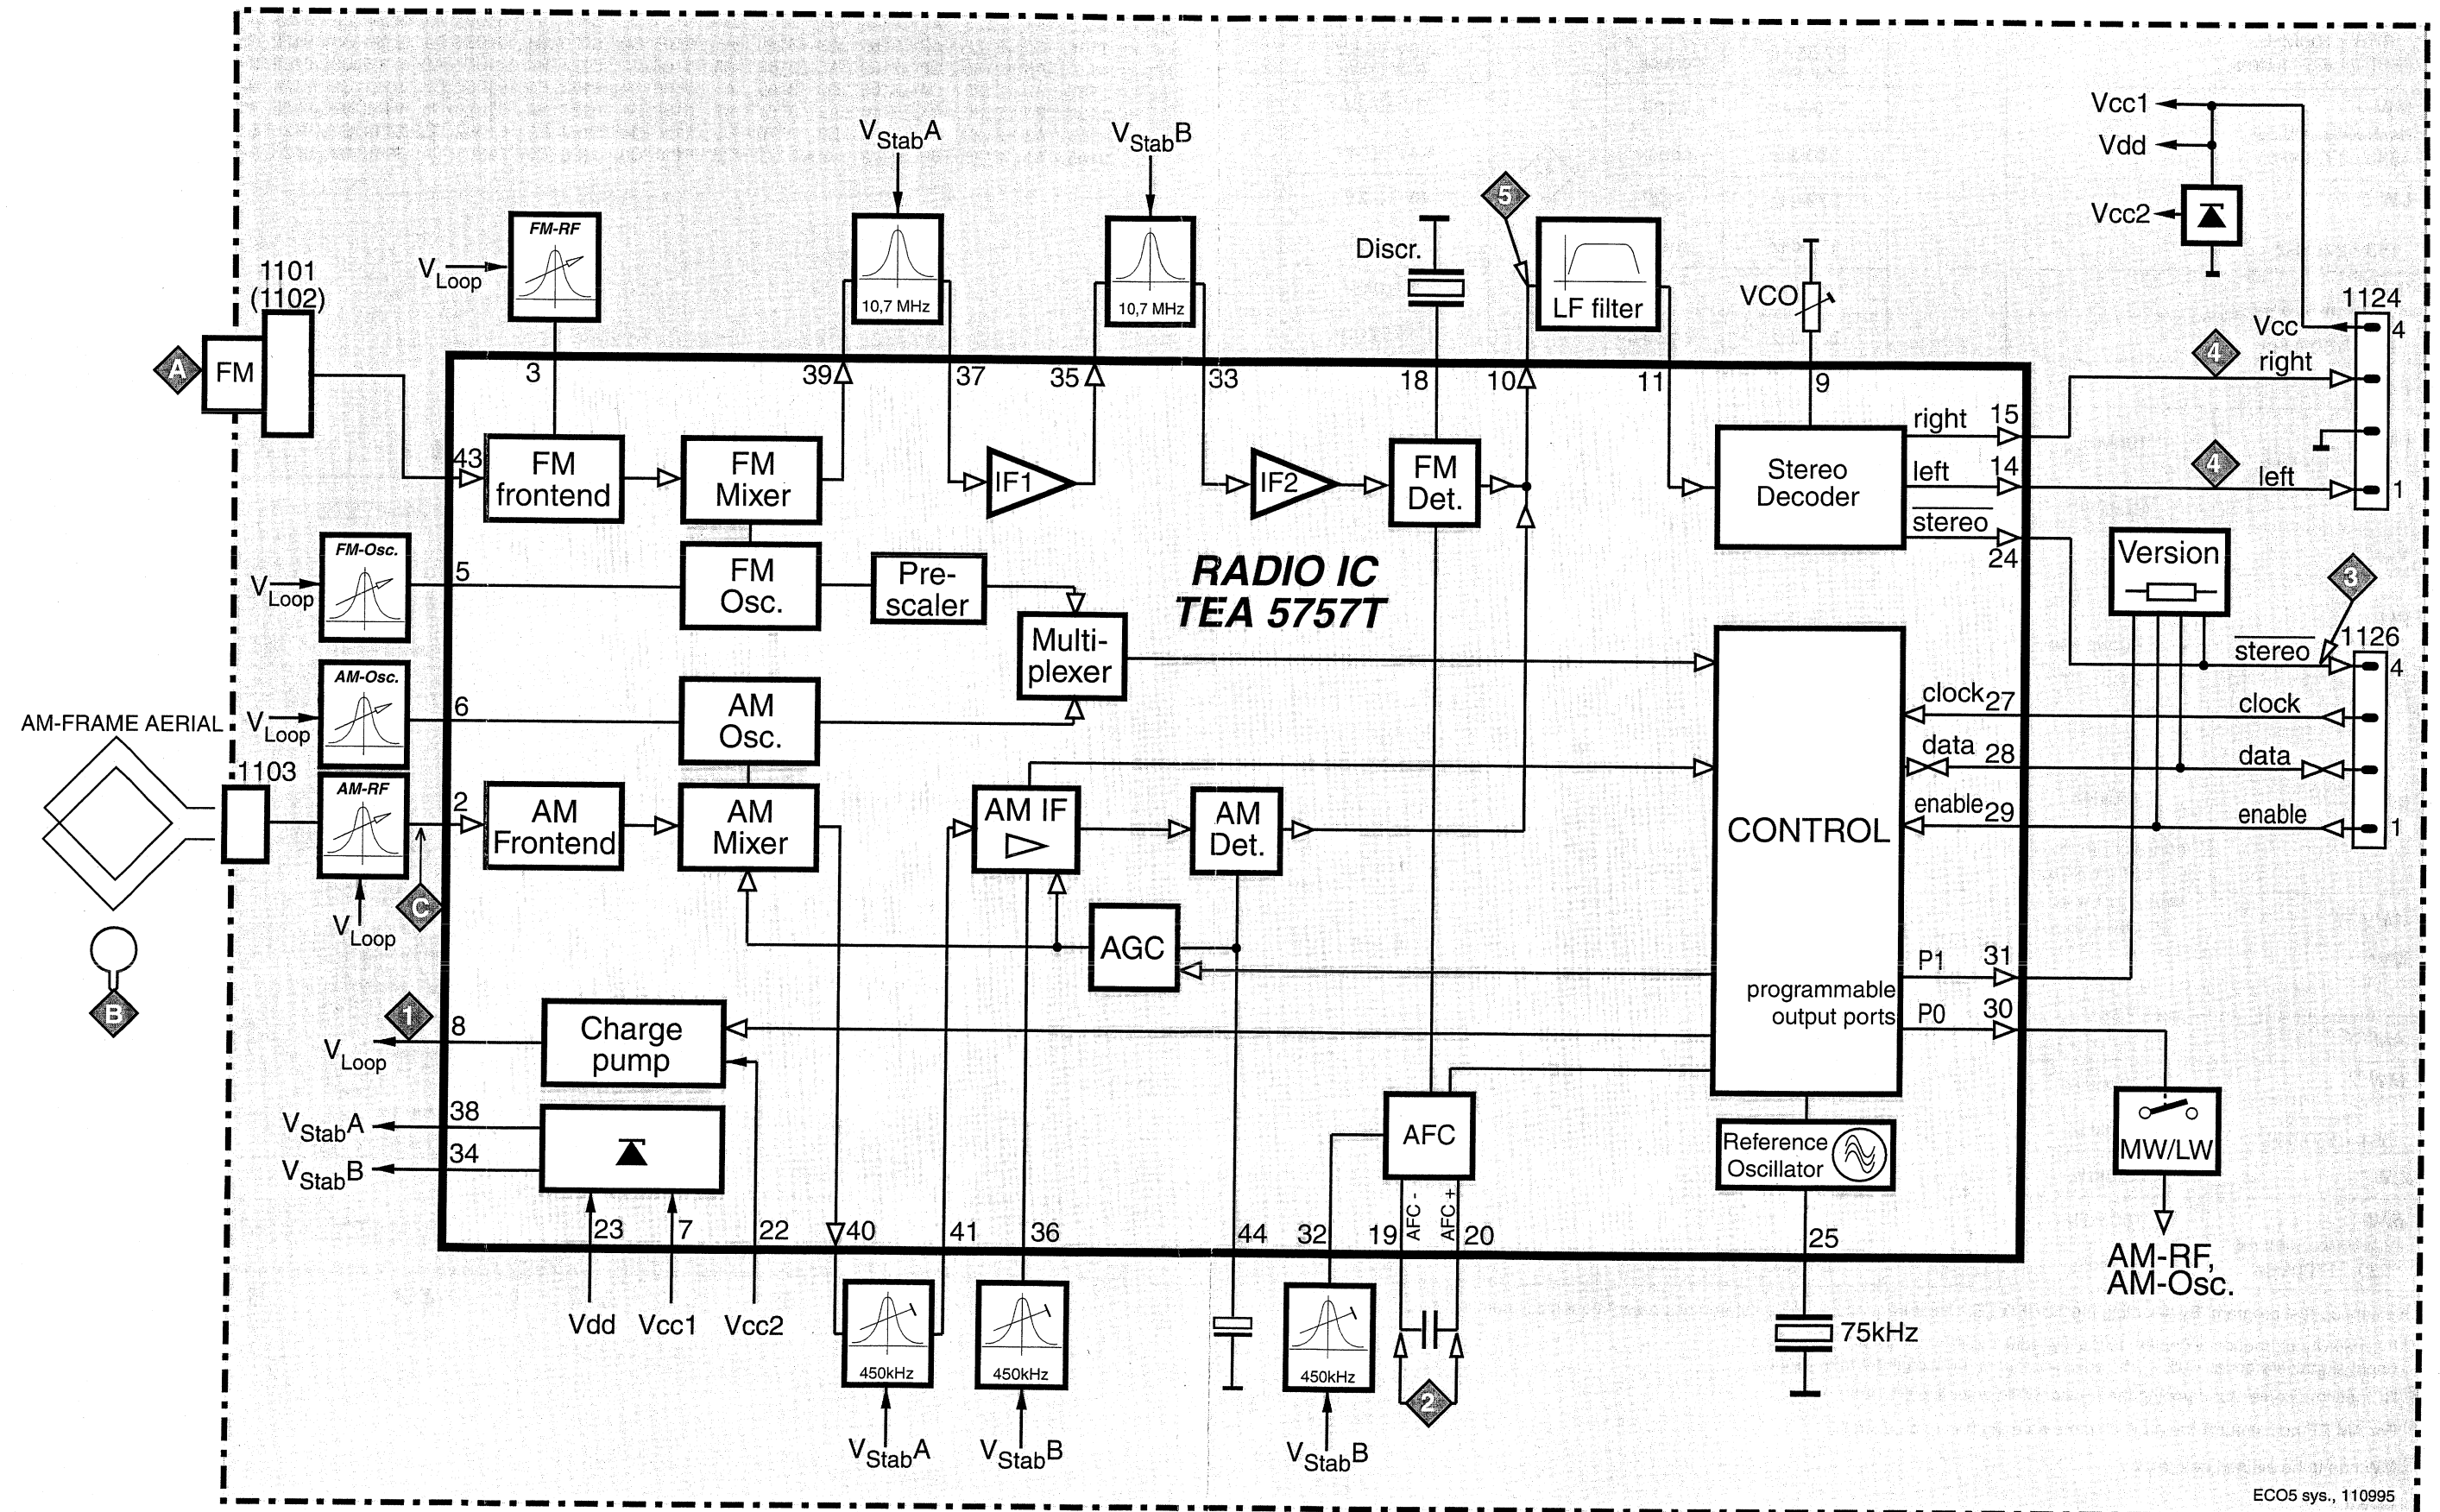 Vcc1
Vdd
Vcc2
VStabA
VStabB
5
FM-RF
VLoop
10,7 MHz
10,7 MHz
Discr.
LF filter
VCO
1101
(1102)
1124
Vcc
4
4
right
A
FM
3
39
37
35
33
18
10
11
9
43
FM
frontend
FM
Mixer
IF1
IF2
FM
Det.
Stereo
Decoder
right
15
left
14
stereo
24
4
left
1
FM-Osc.
VLoop
5
FM
Osc.
Pre-
scaler
RADIO IC
TEA 5757T
Version
3
Multi-
plexer
1126
stereo
4
AM-Osc.
VLoop
6
AM
Osc.
clock
27
clock
data
28
data
enable
29
enable
1
AM-FRAME AERIAL
1103
AM-RF
VLoop
C
B
2
AM
Frontend
AM
Mixer
AM IF
AM
Det.
CONTROL
AGC
P1
31
programmable
output ports
P0
30
1
8
VLoop
Charge
pump
38
VStabA
34
VStabB
AFC
Reference
Oscillator
MW/LW
AM-RF,
AM-Osc.
23
7
22
40
41
36
44
32
19
AFC -
AFC +
20
25
Vdd
Vcc1
Vcc2
450kHz
450kHz
450kHz
75kHz
2
VStabA
VStabB
VStabB
ECO5 sys., 110995